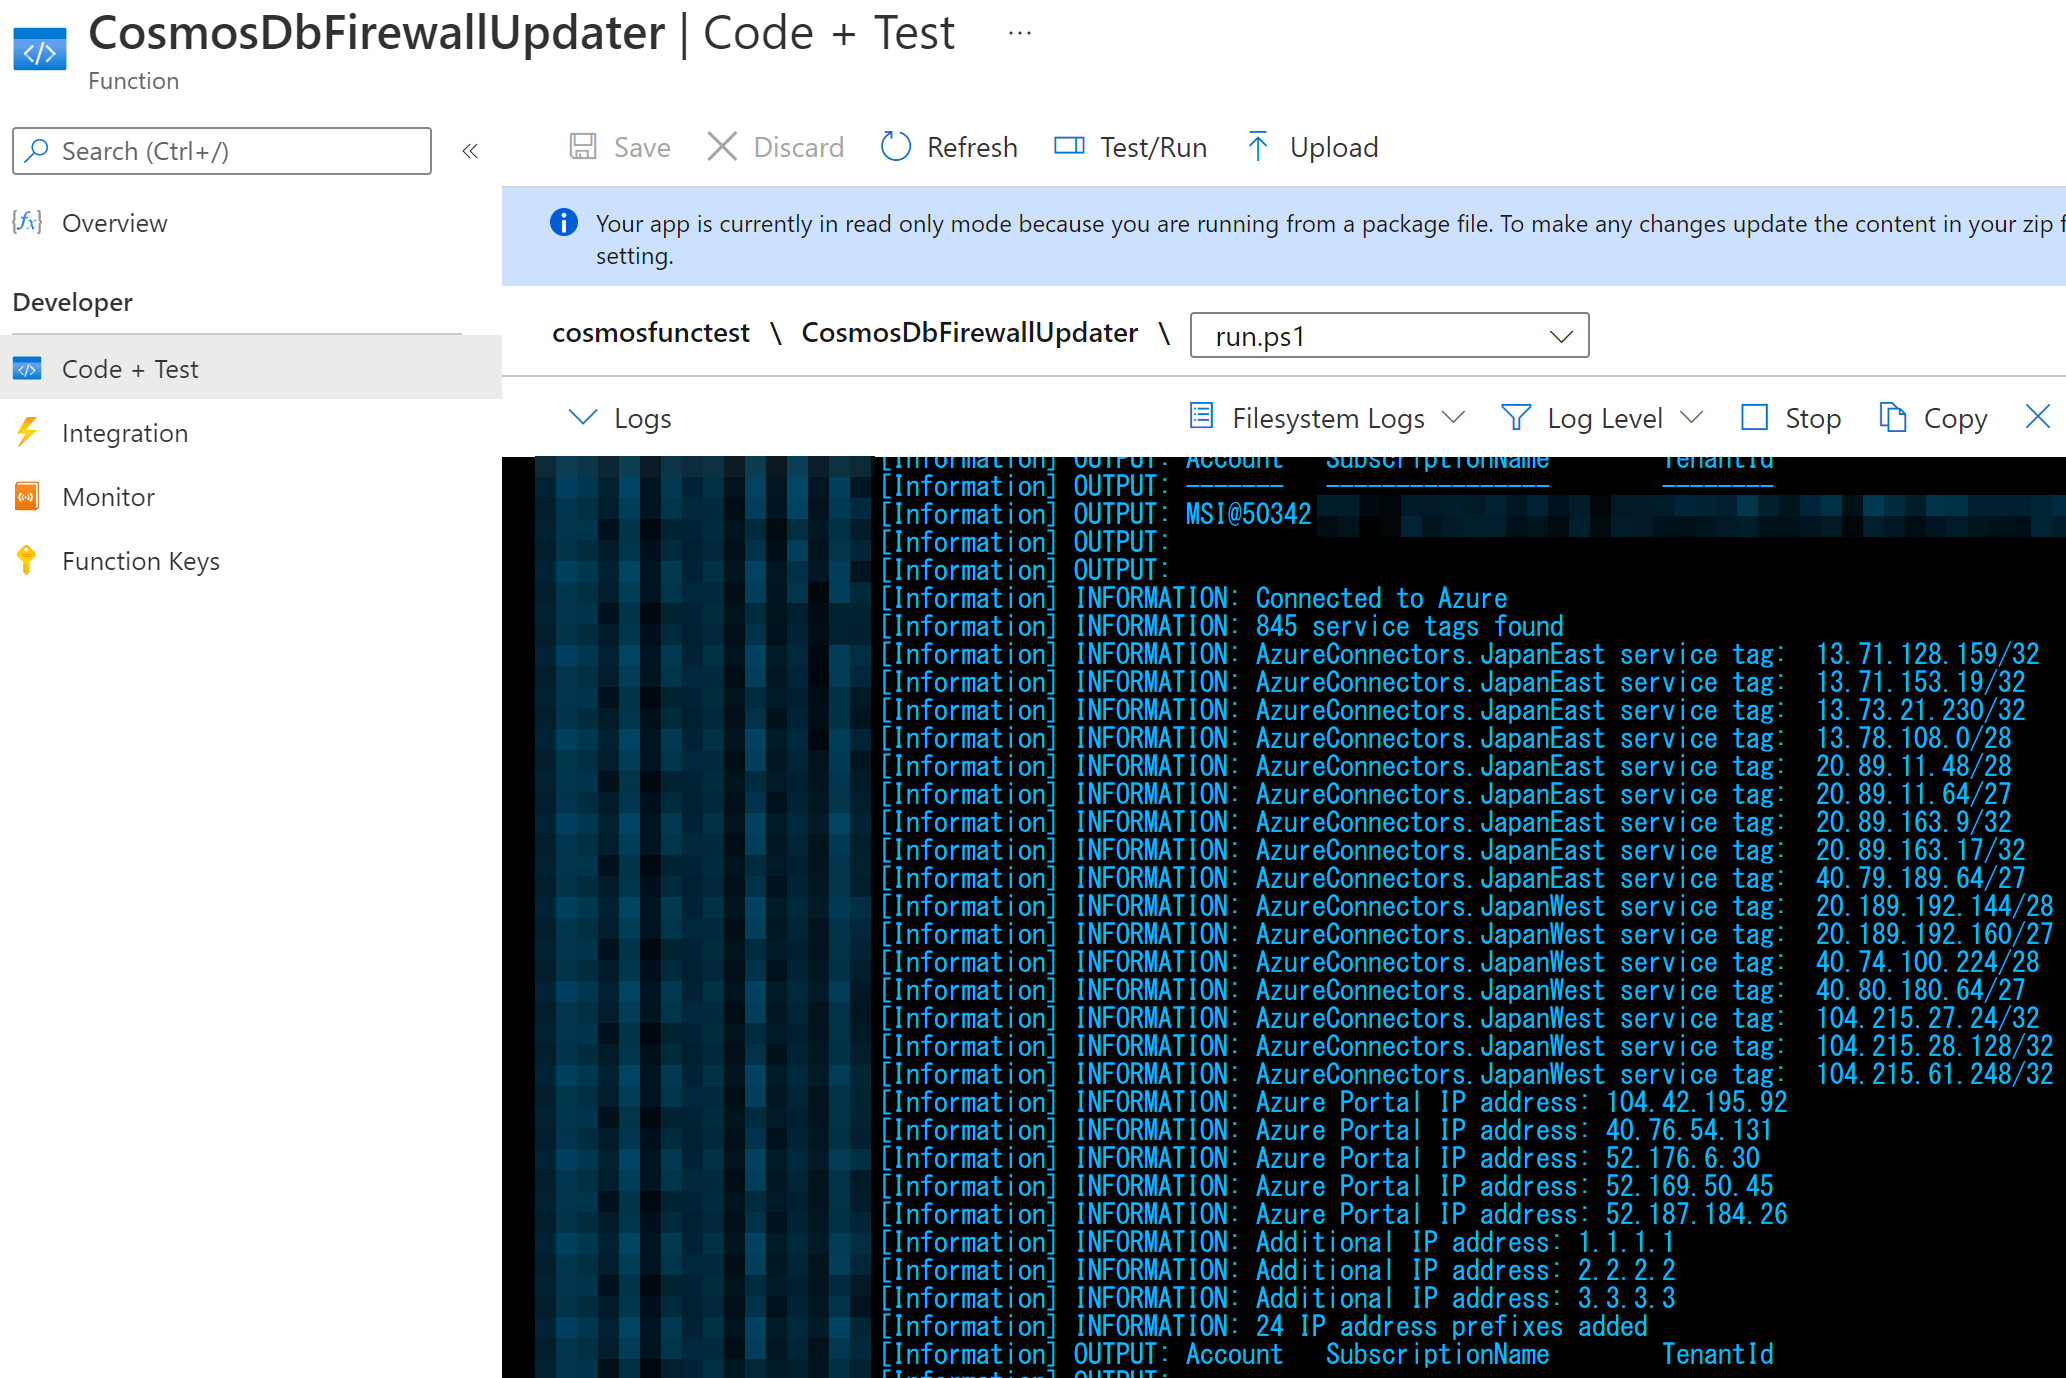 CosmosDbFirewallUpdater | Code + Test ...
Function
Search (Ctrl+/)
«
Save Discard Refresh Test/Run Upload
Overview
Your app is currently in read only mode because you are running from a package file. To make any changes update the content in your zip f
setting.
Developer
cosmosfunctest \ CosmosDbFirewallUpdater \ run.ps1
Code + Test
Logs Filesystem Logs Log Level Stop Copy
Integration
Monitor
Function Keys
[Information] OUTPUT: Account SubscriptionName TenantId
[Information] OUTPUT: ------- ---------------- --------
[Information] OUTPUT: MSI@50342
[Information] OUTPUT:
[Information] OUTPUT:
[Information] INFORMATION: Connected to Azure
[Information] INFORMATION: 845 service tags found
[Information] INFORMATION: AzureConnectors.JapanEast service tag: 13.71.128.159/32
[Information] INFORMATION: AzureConnectors.JapanEast service tag: 13.71.153.19/32
[Information] INFORMATION: AzureConnectors.JapanEast service tag: 13.73.21.230/32
[Information] INFORMATION: AzureConnectors.JapanEast service tag: 13.78.108.0/28
[Information] INFORMATION: AzureConnectors.JapanEast service tag: 20.89.11.48/28
[Information] INFORMATION: AzureConnectors.JapanEast service tag: 20.89.11.64/27
[Information] INFORMATION: AzureConnectors.JapanEast service tag: 20.89.163.9/32
[Information] INFORMATION: AzureConnectors.JapanEast service tag: 20.89.163.17/32
[Information] INFORMATION: AzureConnectors.JapanEast service tag: 40.79.189.64/27
[Information] INFORMATION: AzureConnectors.JapanWest service tag: 20.189.192.144/28
[Information] INFORMATION: AzureConnectors.JapanWest service tag: 20.189.192.160/27
[Information] INFORMATION: AzureConnectors.JapanWest service tag: 40.74.100.224/28
[Information] INFORMATION: AzureConnectors.JapanWest service tag: 40.80.180.64/27
[Information] INFORMATION: AzureConnectors.JapanWest service tag: 104.215.27.24/32
[Information] INFORMATION: AzureConnectors.JapanWest service tag: 104.215.28.128/32
[Information] INFORMATION: AzureConnectors.JapanWest service tag: 104.215.61.248/32
[Information] INFORMATION: Azure Portal IP address: 104.42.195.92
[Information] INFORMATION: Azure Portal IP address: 40.76.54.131
[Information] INFORMATION: Azure Portal IP address: 52.176.6.30
[Information] INFORMATION: Azure Portal IP address: 52.169.50.45
[Information] INFORMATION: Azure Portal IP address: 52.187.184.26
[Information] INFORMATION: Additional IP address: 1.1.1.1
[Information] INFORMATION: Additional IP address: 2.2.2.2
[Information] INFORMATION: Additional IP address: 3.3.3.3
[Information] INFORMATION: 24 IP address prefixes added
[Information] OUTPUT: Account SubscriptionName TenantId
[Information] OUTPUT: